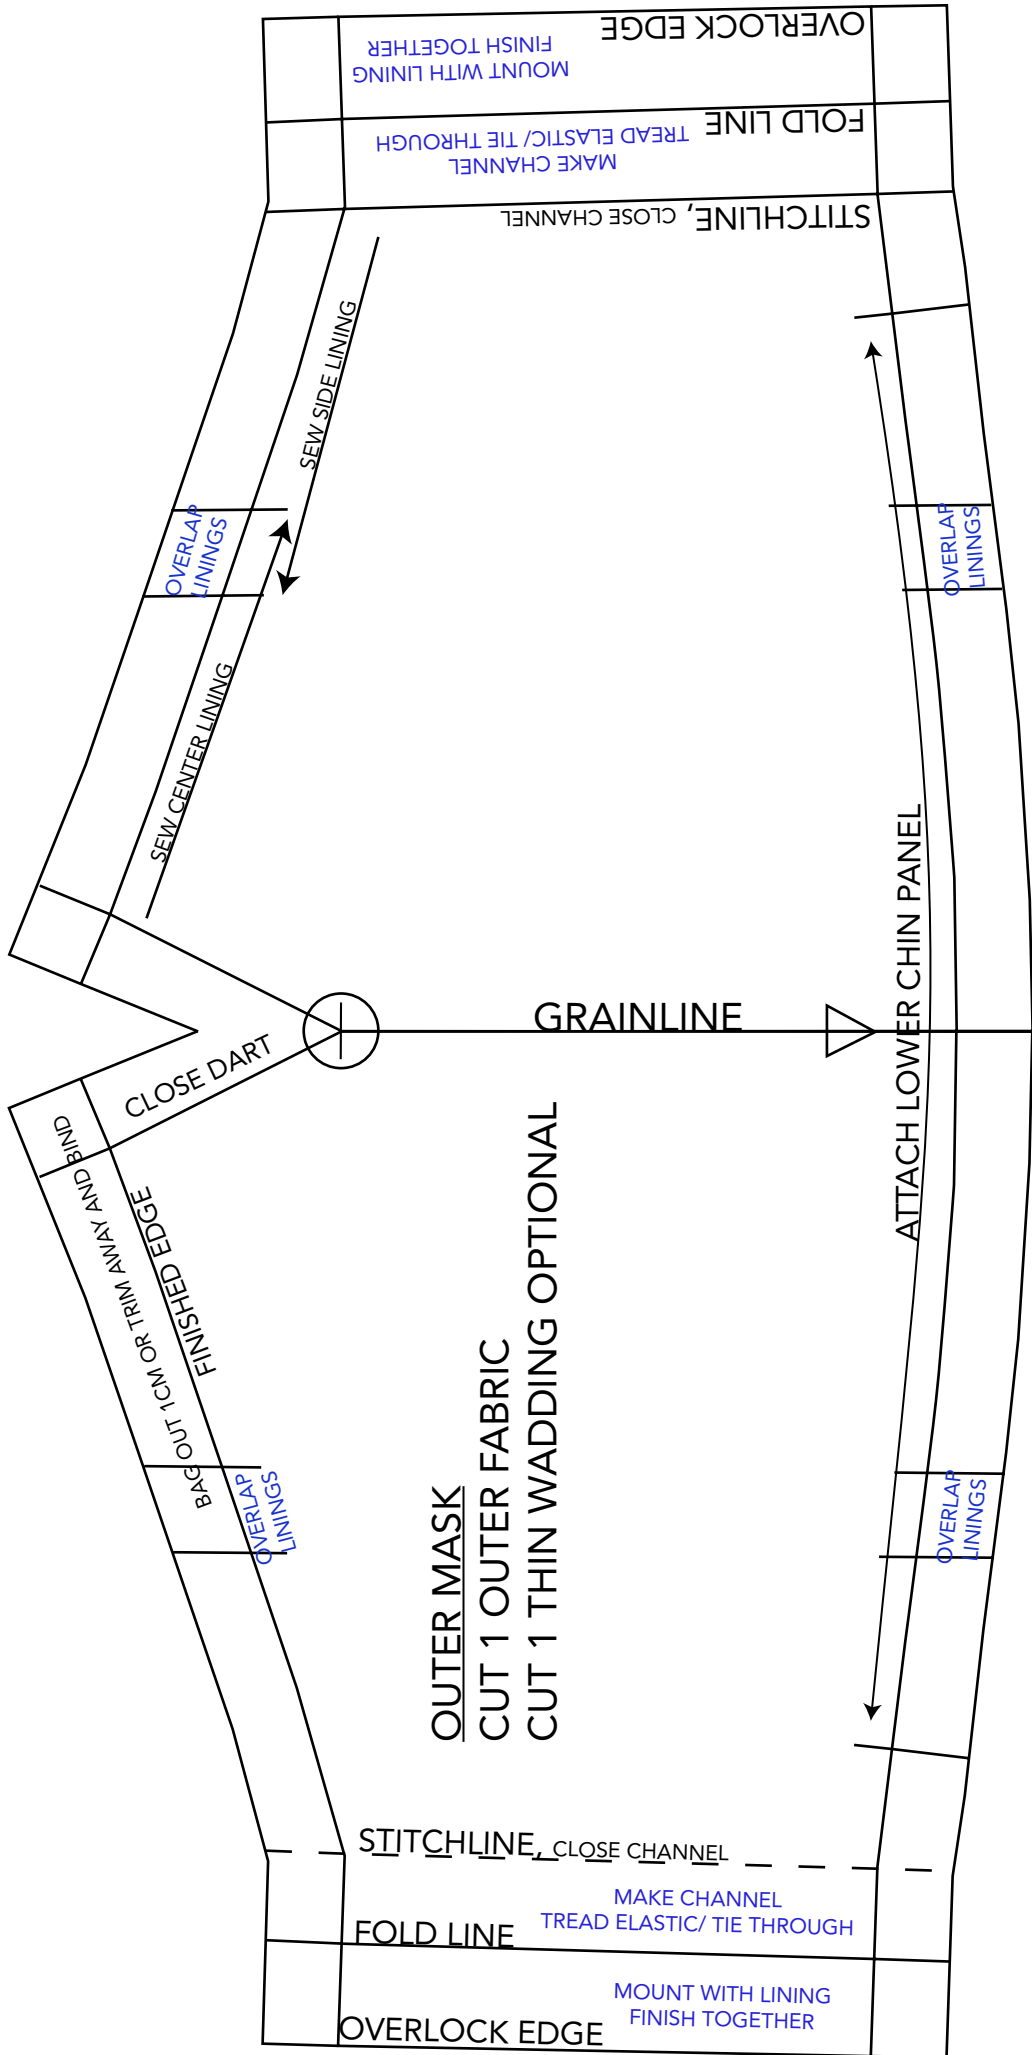 OVERLOCK EDGE
MOUNT WITH LINING
FINISH TOGETHER
FOLD LINE
MAKE CHANNEL
TREAD ELASTIC/ TIE THROUGH
STITCHLINE, CLOSE CHANNEL
SEW SIDE LINING
OVERLAP
LININGS
OVERLAP
LININGS
SEW CENTER LINING
GRAINLINE
CLOSE DART
ATTACH LOWER CHIN PANEL
BAG OUT 1CM OR TRIM AWAY AND BIND
FINISHED EDGE
OVERLAP
LININGS
OVERLAP
LININGS
OUTER MASK
CUT 1 OUTER FABRIC
CUT 1 THIN WADDING OPTIONAL
STITCHLINE, CLOSE CHANNEL
MAKE CHANNEL
TREAD ELASTIC/ TIE THROUGH
FOLD LINE
MOUNT WITH LINING
FINISH TOGETHER
OVERLOCK EDGE